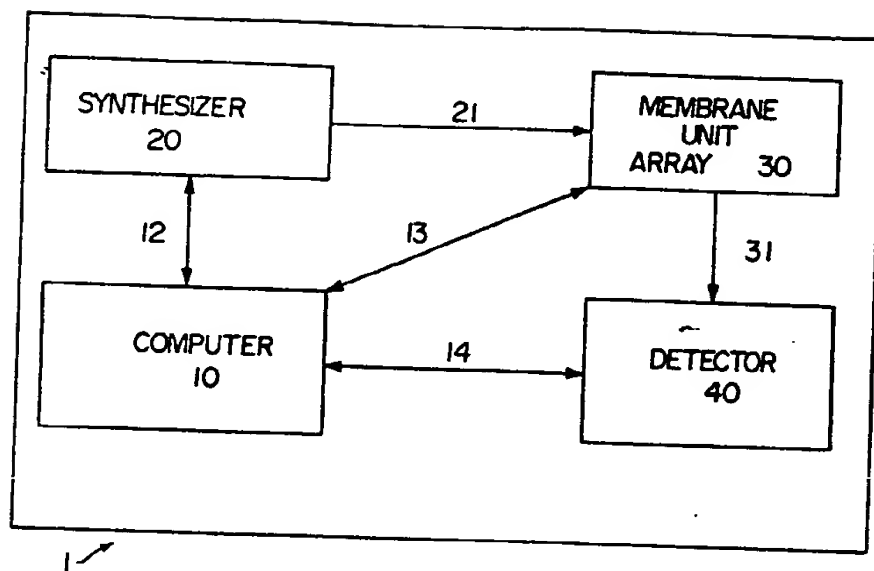 SYNTHESIZER
20
21
MEMBRANE
UNIT
ARRAY 30
12
13
31
COMPUTER
10
14
DETECTOR
40
1